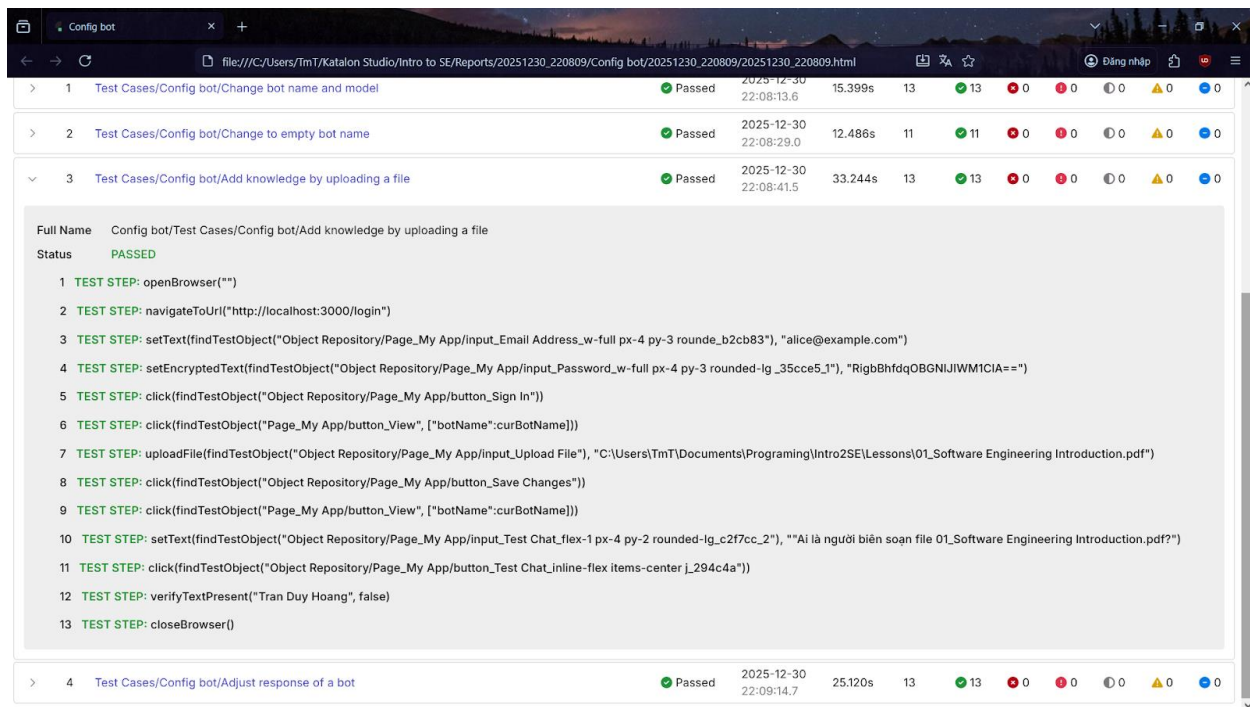 Config bot
file:///C:/Users/TmT/Katalon Studio/Intro to SE/Reports/20251230_220809/Config bot/20251230_220809/20251230_220809.html
Đăng nhập
1 Test Cases/Config bot/Change bot name and model Passed 2025-12-30 22:08:13.6 15.399s 13 13 0 0 0 0 0
2 Test Cases/Config bot/Change to empty bot name Passed 2025-12-30 22:08:29.0 12.486s 11 11 0 0 0 0 0
3 Test Cases/Config bot/Add knowledge by uploading a file Passed 2025-12-30 22:08:41.5 33.244s 13 13 0 0 0 0 0
Full Name Config bot/Test Cases/Config bot/Add knowledge by uploading a file
Status PASSED
1 TEST STEP: openBrowser("")
2 TEST STEP: navigateToUrl("http://localhost:3000/login")
3 TEST STEP: setText(findTestObject("Object Repository/Page_My App/input_Email Address_w-full px-4 py-3 rounde_b2cb83"), "alice@example.com")
4 TEST STEP: setEncryptedText(findTestObject("Object Repository/Page_My App/input_Password_w-full px-4 py-3 rounded-lg _35cce5_1"), "RigbBhfdqOBGNIJIWM1CIA==")
5 TEST STEP: click(findTestObject("Object Repository/Page_My App/button_Sign In"))
6 TEST STEP: click(findTestObject("Page_My App/button_View", ["botName":curBotName]))
7 TEST STEP: uploadFile(findTestObject("Object Repository/Page_My App/input_Upload File"), "C:\Users\TmT\Documents\Programing\Intro2SE\Lessons\01_Software Engineering Introduction.pdf")
8 TEST STEP: click(findTestObject("Object Repository/Page_My App/button_Save Changes"))
9 TEST STEP: click(findTestObject("Page_My App/button_View", ["botName":curBotName]))
10 TEST STEP: setText(findTestObject("Object Repository/Page_My App/input_Test Chat_flex-1 px-4 py-2 rounded-lg_c2f7cc_2"), ""Ai là người biên soạn file 01_Software Engineering Introduction.pdf?")
11 TEST STEP: click(findTestObject("Object Repository/Page_My App/button_Test Chat_inline-flex items-center j_294c4a"))
12 TEST STEP: verifyTextPresent("Tran Duy Hoang", false)
13 TEST STEP: closeBrowser()
4 Test Cases/Config bot/Adjust response of a bot Passed 2025-12-30 22:09:14.7 25.120s 13 13 0 0 0 0 0